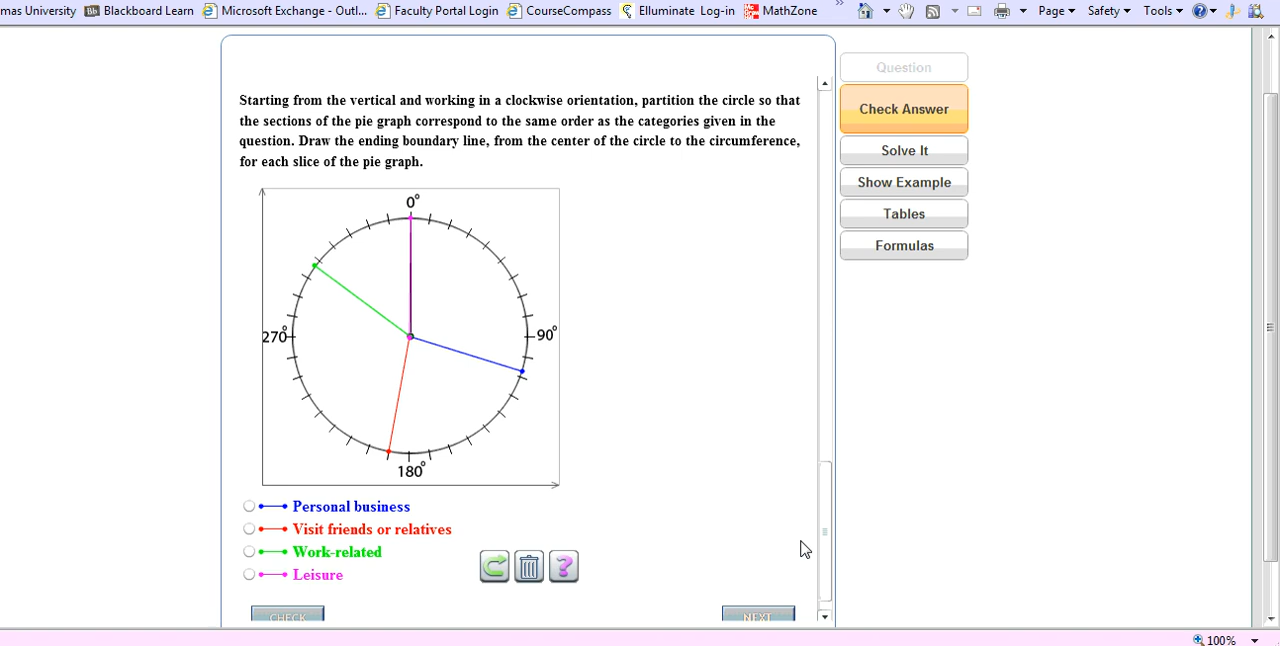 mas University Blackboard Learn Microsoft Exchange - Outl... Faculty Portal Login CourseCompass Elluminate Log-in MathZone » Page Safety Tools
Starting from the vertical and working in a clockwise orientation, partition the circle so that
the sections of the pie graph correspond to the same order as the categories given in the
question. Draw the ending boundary line, from the center of the circle to the circumference,
for each slice of the pie graph.
0°
270°
90°
180°
Personal business
Visit friends or relatives
Work-related
Leisure
CHECK
NEXT
Question
Check Answer
Solve It
Show Example
Tables
Formulas
100%